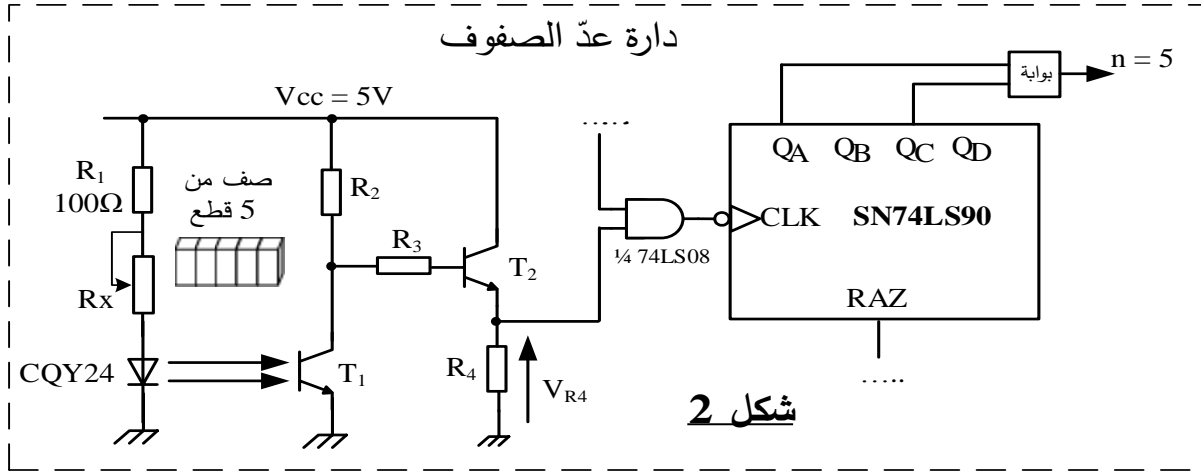 دارة عدّ الصفوف
Vcc = 5V
R1
100Ω
Rx
CQY24
صف من
5 قطع
R2
R3
T1
T2
R4
VR4
.....
¼ 74LS08
CLK
SN74LS90
QA QB QC QD
RAZ
.....
بوابة
n = 5
شكل 2